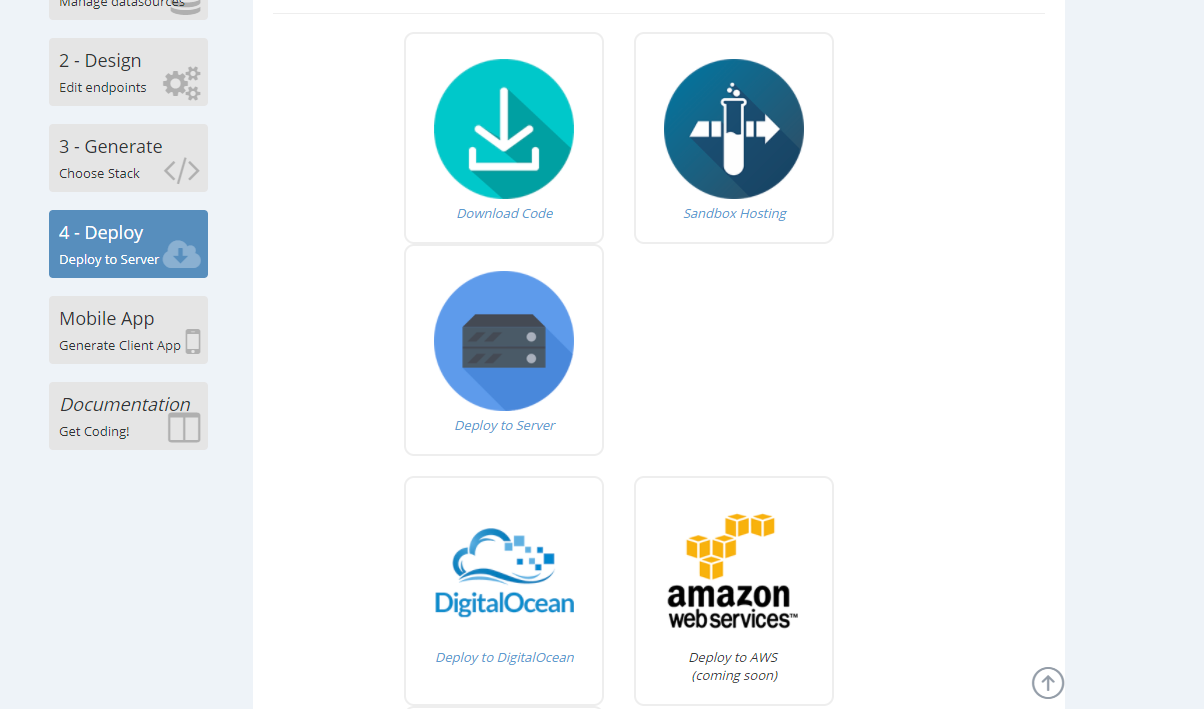 Manage datasources
2 - Design
Edit endpoints
3 - Generate
Choose Stack
4 - Deploy
Deploy to Server
Mobile App
Generate Client App
Documentation
Get Coding!
Download Code
Sandbox Hosting
Deploy to Server
DigitalOcean
Deploy to DigitalOcean
amazon
web services™
Deploy to AWS
(coming soon)